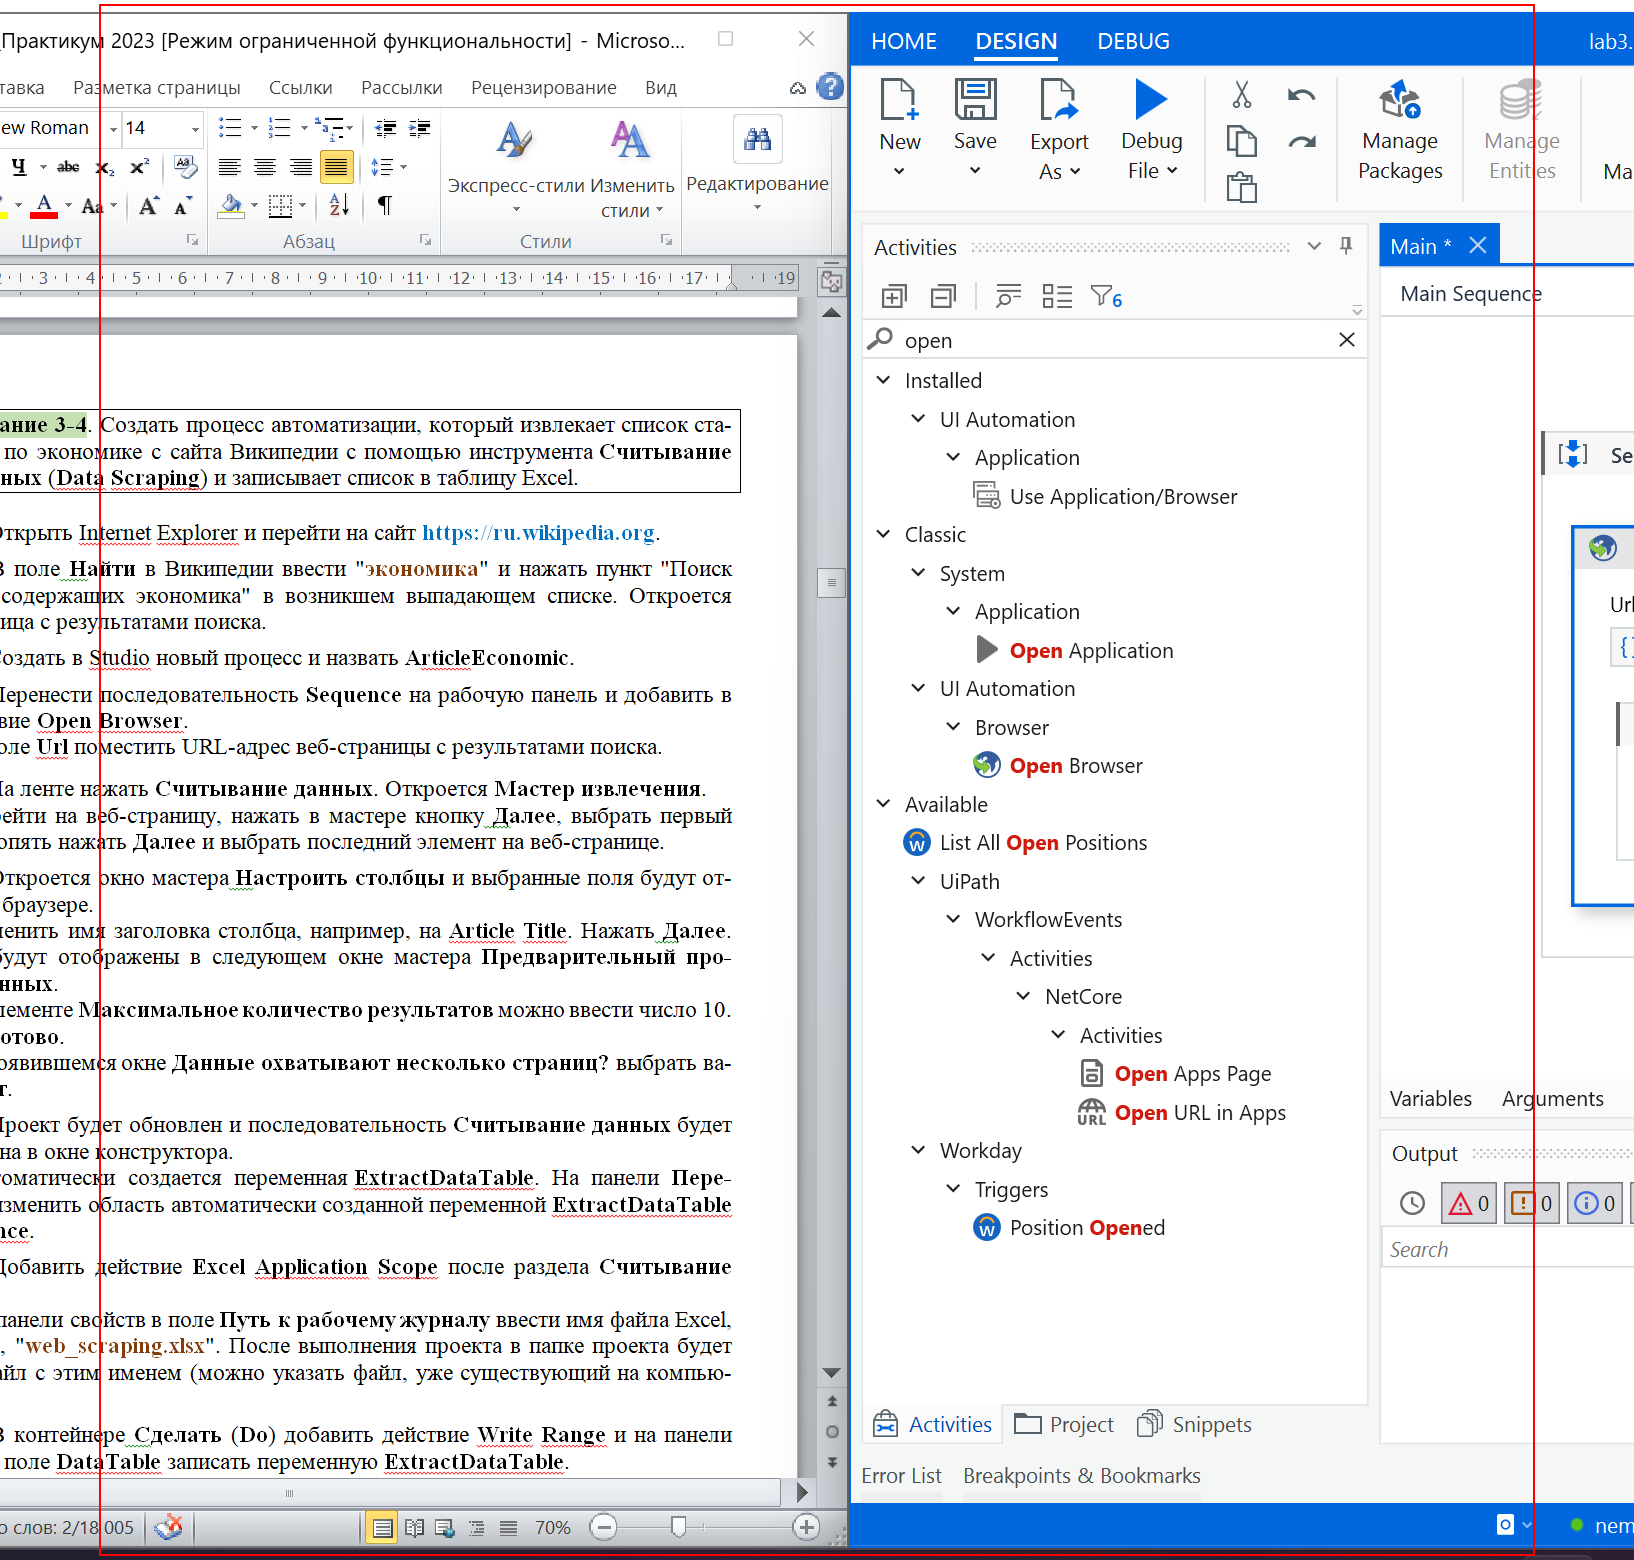 Практикум 2023 [Режим ограниченной функциональности] - Microso...
тавка Разметка страницы Ссылки Рассылки Рецензирование Вид
ew Roman 14
Экспресс-стили Изменить стили Редактирование
Шрифт Абзац Стили
2 3 4 5 6 7 8 9 10 11 12 13 14 15 16 17 19
ание 3-4. Создать процесс автоматизации, который извлекает список ста-
по экономике с сайта Википедии с помощью инструмента Считывание
ных (Data Scraping) и записывает список в таблицу Excel.
Открыть Internet Explorer и перейти на сайт https://ru.wikipedia.org.
В поле Найти в Википедии ввести "экономика" и нажать пункт "Поиск
содержащих экономика" в возникшем выпадающем списке. Откроется
ица с результатами поиска.
Создать в Studio новый процесс и назвать ArticleEconomic.
Перенести последовательность Sequence на рабочую панель и добавить в
вие Open Browser.
оле Url поместить URL-адрес веб-страницы с результатами поиска.
На ленте нажать Считывание данных. Откроется Мастер извлечения.
ейти на веб-страницу, нажать в мастере кнопку Далее, выбрать первый
опять нажать Далее и выбрать последний элемент на веб-странице.
Откроется окно мастера Настроить столбцы и выбранные поля будут от-
браузере.
менить имя заголовка столбца, например, на Article Title. Нажать Далее.
будут отображены в следующем окне мастера Предварительный про-
нных.
лементе Максимальное количество результатов можно ввести число 10.
отово.
оявившемся окне Данные охватывают несколько страниц? выбрать ва-
т.
Проект будет обновлен и последовательность Считывание данных будет
на в окне конструктора.
томатически создается переменная ExtractDataTable. На панели Пере-
изменить область автоматически созданной переменной ExtractDataTable
nce.
Добавить действие Excel Application Scope после раздела Считывание
панели свойств в поле Путь к рабочему журналу ввести имя файла Excel,
, "web_scraping.xlsx". После выполнения проекта в папке проекта будет
айл с этим именем (можно указать файл, уже существующий на компью-
В контейнере Сделать (Do) добавить действие Write Range и на панели
поле DataTable записать переменную ExtractDataTable.
о слов: 2/18 005 70%
HOME DESIGN DEBUG lab3.
New Save Export As Debug File Manage Packages Manage Entities Ma
Activities
6
open
Installed
UI Automation
Application
Use Application/Browser
Classic
System
Application
Open Application
UI Automation
Browser
Open Browser
Available
List All Open Positions
UiPath
WorkflowEvents
Activities
NetCore
Activities
Open Apps Page
URL Open URL in Apps
Workday
Triggers
Position Opened
Activities Project Snippets
Error List Breakpoints & Bookmarks
Main *
Main Sequence
Se
Url
Variables Arguments
Output
0 0 0
Search
nem